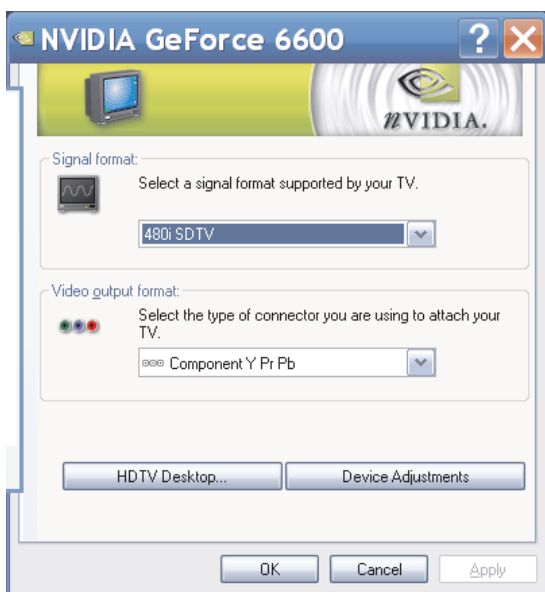 NVIDIA GeForce 6600
nVIDIA.
Signal format:
Select a signal format supported by your TV.
480i SDTV
Video output format:
Select the type of connector you are using to attach your
TV.
Component Y Pr Pb
HDTV Desktop...
Device Adjustments
OK
Cancel
Apply